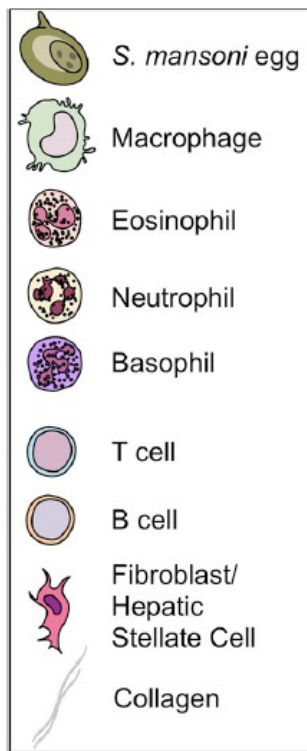 S. mansoni egg
Macrophage
Eosinophil
Neutrophil
Basophil
T cell
B cell
Fibroblast/
Hepatic
Stellate Cell
Collagen